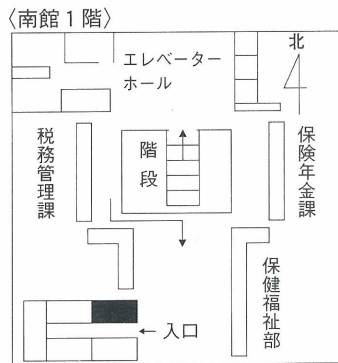 〈南館1階〉
エレベーター
ホール
北
税務管理課
階段
保険年金課
保健福祉部
← 入口